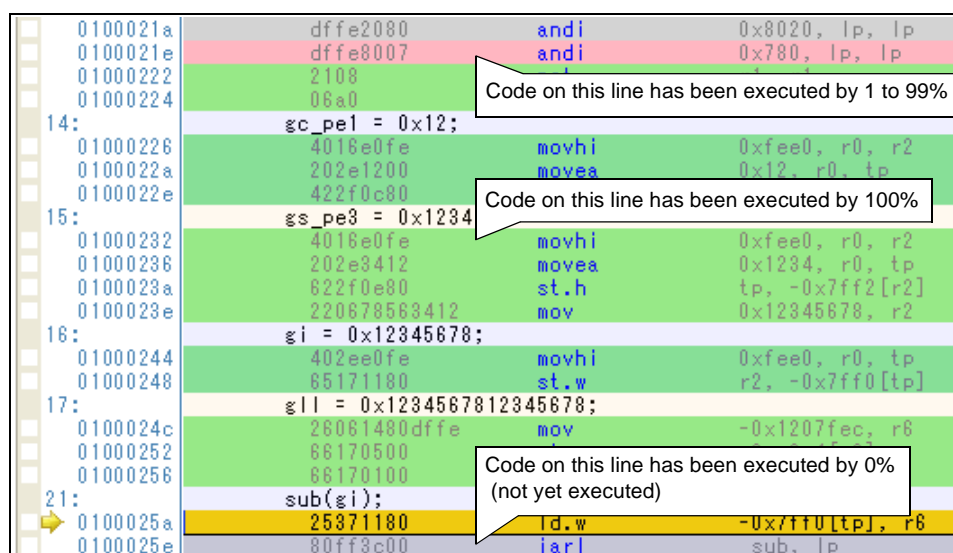 0100021a dffe2080 andi 0x8020, lp, lp
0100021e dffe8007 andi 0x780, lp, lp
01000222 2108
01000224 06a0
Code on this line has been executed by 1 to 99%
14: gc_pe1 = 0x12;
01000226 4016e0fe movhi 0xfee0, r0, r2
0100022a 202e1200 movea 0x12, r0, tp
0100022e 422f0c80
Code on this line has been executed by 100%
15: gs_pe3 = 0x1234
01000232 4016e0fe movhi 0xfee0, r0, r2
01000236 202e3412 movea 0x1234, r0, tp
0100023a 622f0e80 st.h tp, -0x7ff2[r2]
0100023e 220678563412 mov 0x12345678, r2
16: gi = 0x12345678;
01000244 402ee0fe movhi 0xfee0, r0, tp
01000248 65171180 st.w r2, -0x7ff0[tp]
17: gll = 0x1234567812345678;
0100024c 26061480dffe mov -0x1207fec, r6
01000252 66170500
01000256 66170100
Code on this line has been executed by 0%
(not yet executed)
21: sub(gi);
0100025a 25371180 ld.w -0x7ff0[tp], r6
0100025e 80ff3c00 jarl sub, lp